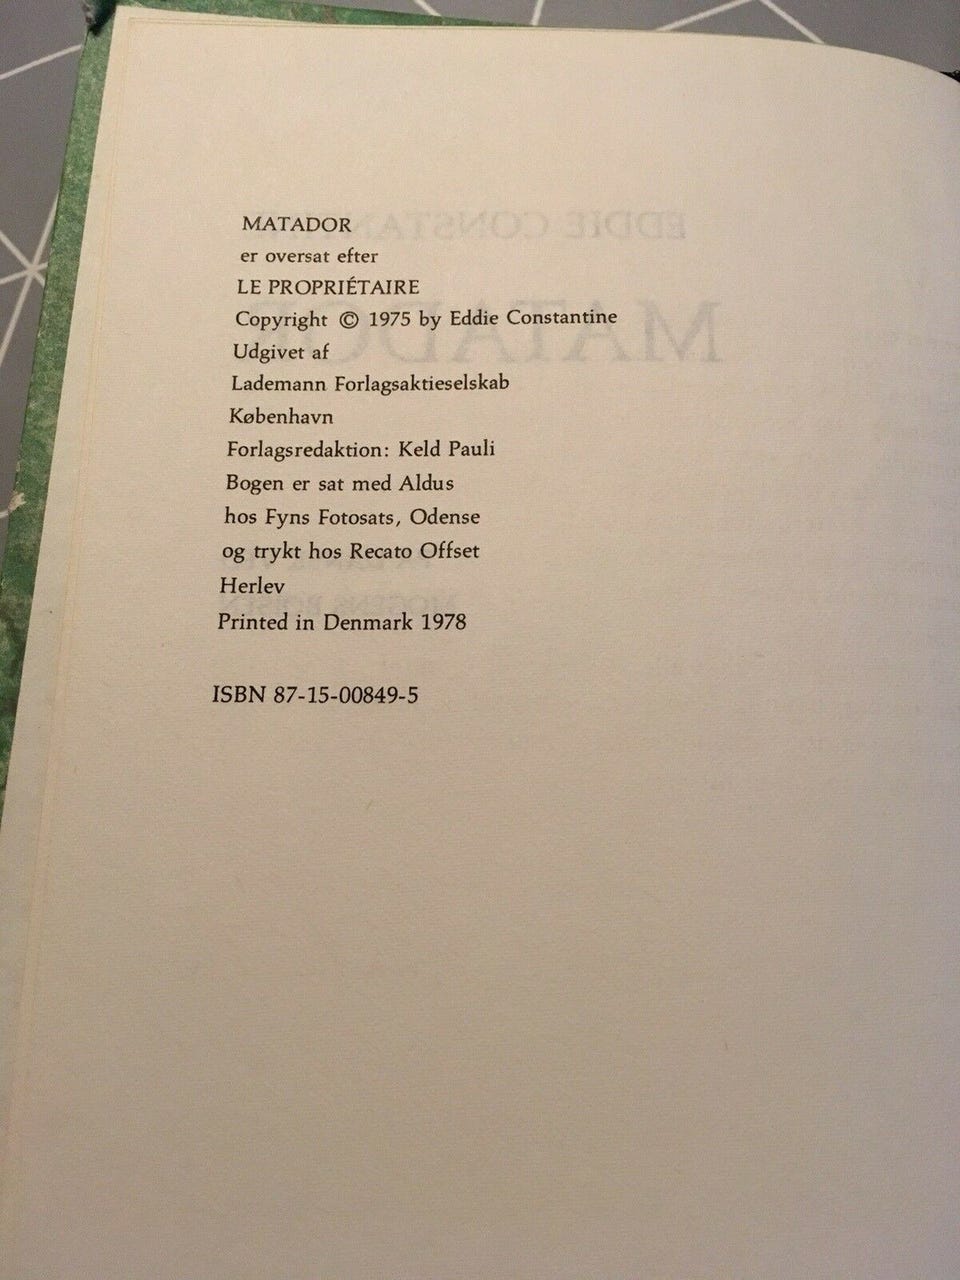 MATADOR
er oversat efter
LE PROPRIÉTAIRE
Copyright © 1975 by Eddie Constantine
Udgivet af
Lademann Forlagsaktieselskab
København
Forlagsredaktion: Keld Pauli
Bogen er sat med Aldus
hos Fyns Fotosats, Odense
og trykt hos Recato Offset
Herlev
Printed in Denmark 1978
ISBN 87-15-00849-5